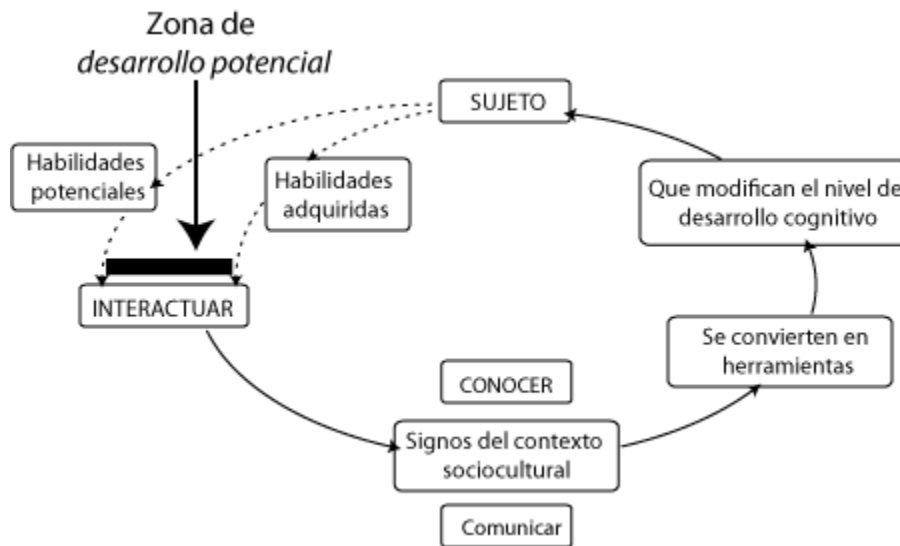 Zona de
desarrollo potencial
SUJETO
Habilidades
potenciales
Habilidades
adquiridas
Que modifican el nivel de
desarrollo cognitivo
INTERACTUAR
Se convierten en
herramientas
CONOCER
Signos del contexto
sociocultural
Comunicar